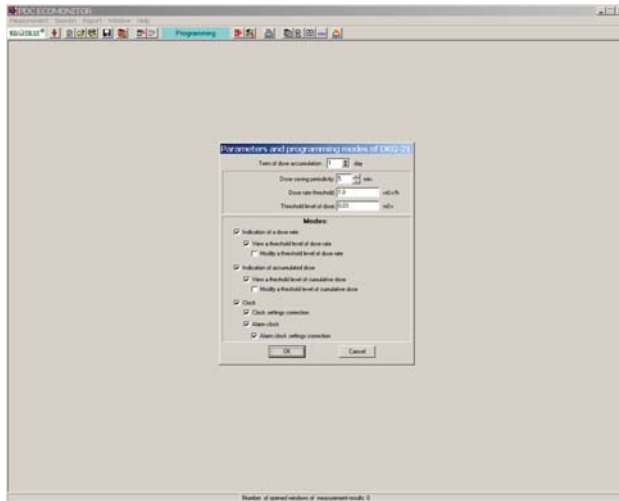 PDC ECOMONITOR
Measurement Session Report Window Help
Programming
Parameters and programming modes of DKG-21
Term of dose accumulation: 1 day
Dose saving periodicity: 5 min
Dose rate threshold: 1.0 mSv/h
Threshold level of dose: 0.03 mSv
Modes:
Indication of a dose rate
View a threshold level of dose rate
Modify a threshold level of dose rate
Indication of accumulated dose
View a threshold level of cumulative dose
Modify a threshold level of cumulative dose
Clock
Clock settings correction
Alarm-clock
Alarm-clock settings correction
OK Cancel
Number of opened windows of measurement results: 0